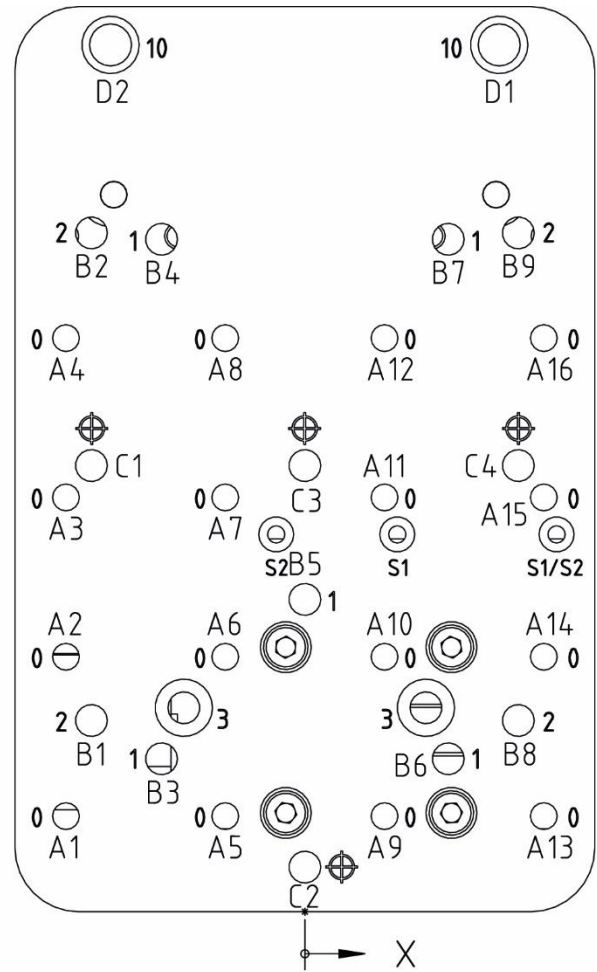 10 10
D2 D1
2 1 1 2
B2 B4 B7 B9
0 0 0 0
A4 A8 A12 A16
C1 C3 A11 C4
0 0 0 A15 0
A3 A7
S2 B5 S1 S1/S2
1
A2 A6 A10 A14
0 0 0 0
2 3 3 2
B1 1 B6 1 B8
B3
0 0 0 0
A1 A5 A9 A13
C2
X